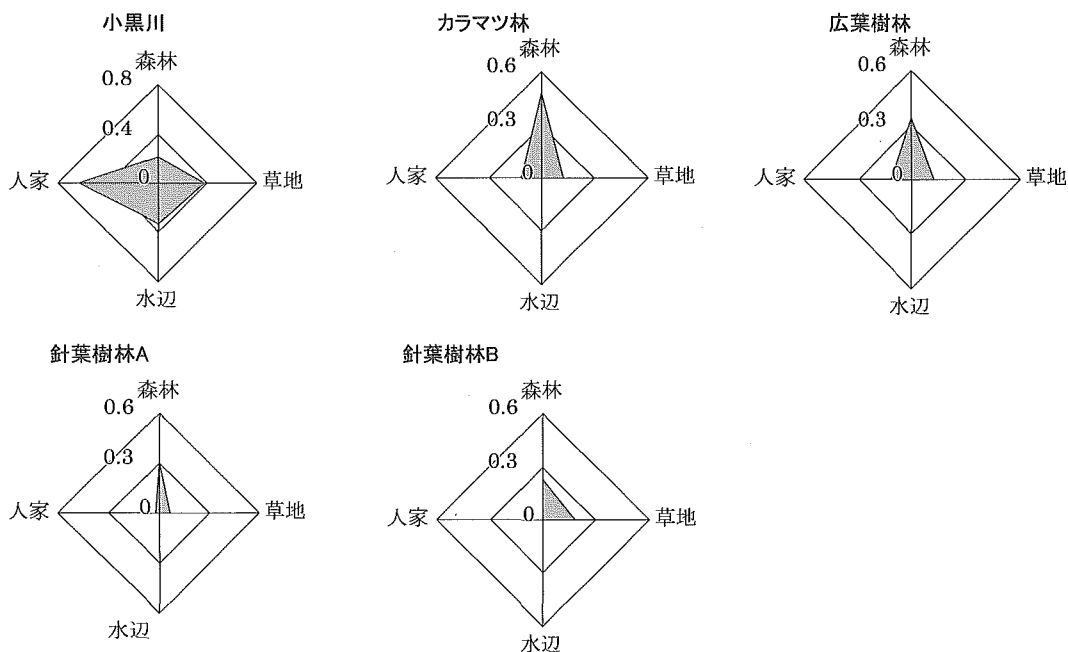 小黒川
森林
0.8
0.4
0
人家
草地
水辺
カラマツ林
森林
0.6
0.3
0
人家
草地
水辺
広葉樹林
森林
0.6
0.3
0
人家
草地
水辺
針葉樹林A
森林
0.6
0.3
0
人家
草地
水辺
針葉樹林B
森林
0.6
0.3
0
人家
草地
水辺